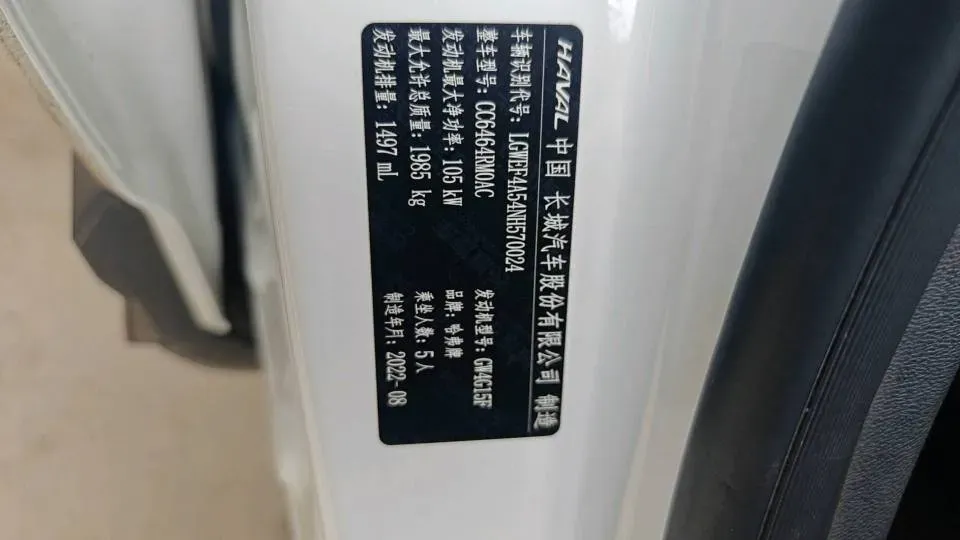 HAVAL 中国 长城汽车股份有限公司 制造
车辆识别代号: LGWEF4A54NH570024
整车型号: CC6464RM0AC 发动机型号: GW4G15F
发动机最大净功率: 105 kW 品牌: 哈弗牌
最大允许总质量: 1985 kg 乘坐人数: 5人
发动机排量: 1497 mL 制造年月: 2022-08